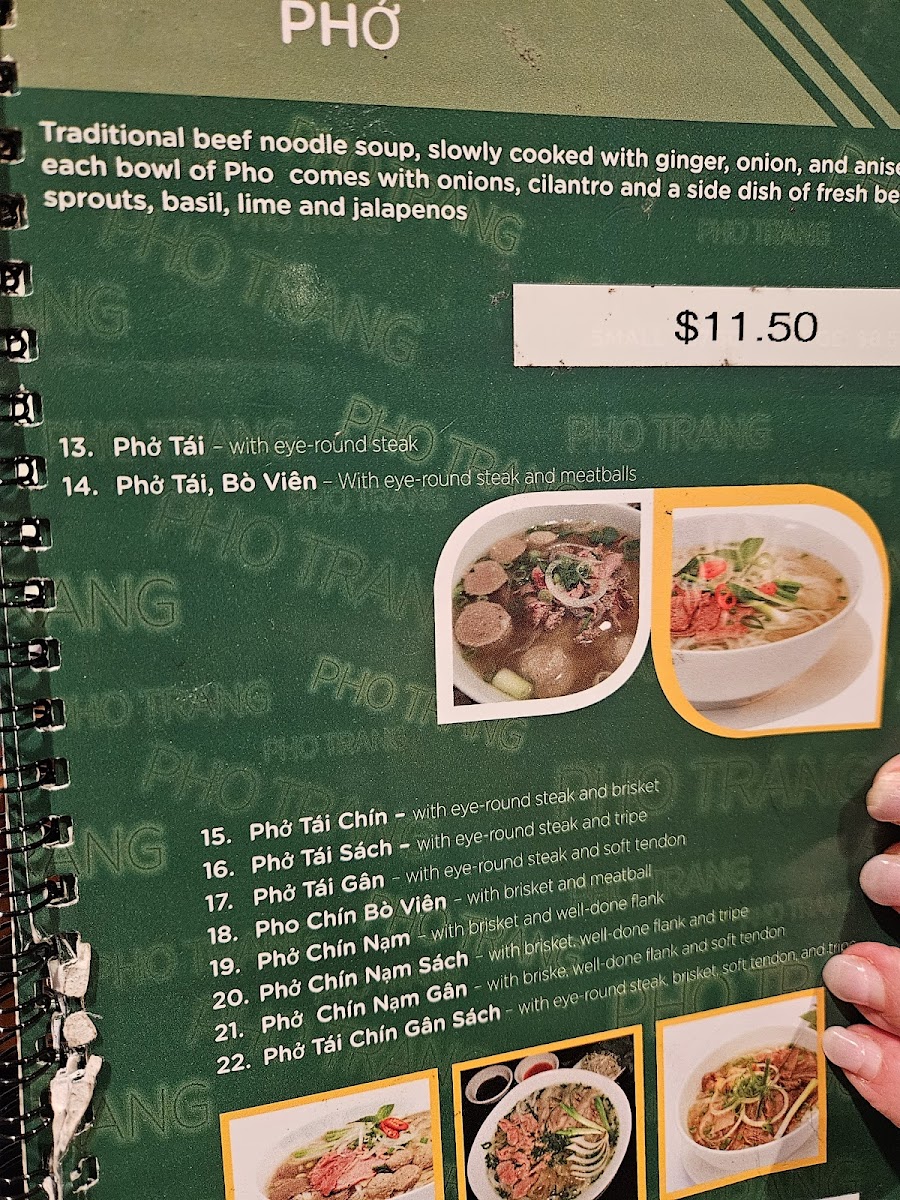 PHỞ
Traditional beef noodle soup, slowly cooked with ginger, onion, and anise
each bowl of Pho comes with onions, cilantro and a side dish of fresh be
sprouts, basil, lime and jalapenos
$11.50
13. Phở Tái – with eye-round steak
14. Phở Tái, Bò Viên – With eye-round steak and meatballs
15. Phở Tái Chín – with eye-round steak and brisket
16. Phở Tái Sách – with eye-round steak and tripe
17. Phở Tái Gân – with eye-round steak and soft tendon
18. Pho Chín Bò Viên – with brisket and meatball
19. Phở Chín Nạm – with brisket and well-done flank
20. Phở Chín Nạm Sách – with brisket, well-done flank and tripe
21. Phở Chín Nạm Gân – with briske, well-done flank and soft tendon
22. Phở Tái Chín Gân Sách – with eye-round steak, brisket, soft tendon, and tripe
PHO TRANG